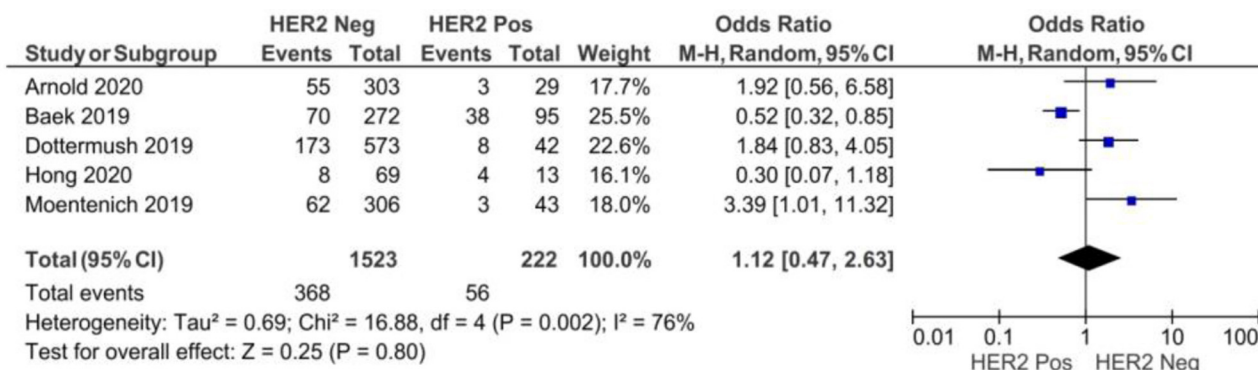 HER2 Neg HER2 Pos Odds Ratio Odds Ratio
Study or Subgroup Events Total Events Total Weight M-H, Random, 95% CI M-H, Random, 95% CI
Arnold 2020 55 303 3 29 17.7% 1.92 [0.56, 6.58]
Baek 2019 70 272 38 95 25.5% 0.52 [0.32, 0.85]
Dottermush 2019 173 573 8 42 22.6% 1.84 [0.83, 4.05]
Hong 2020 8 69 4 13 16.1% 0.30 [0.07, 1.18]
Moentenich 2019 62 306 3 43 18.0% 3.39 [1.01, 11.32]
Total (95% CI) 1523 222 100.0% 1.12 [0.47, 2.63]
Total events 368 56
Heterogeneity: Tau² = 0.69; Chi² = 16.88, df = 4 (P = 0.002); I² = 76%
Test for overall effect: Z = 0.25 (P = 0.80)
0.01 0.1 1 10 100
HER2 Pos HER2 Neg